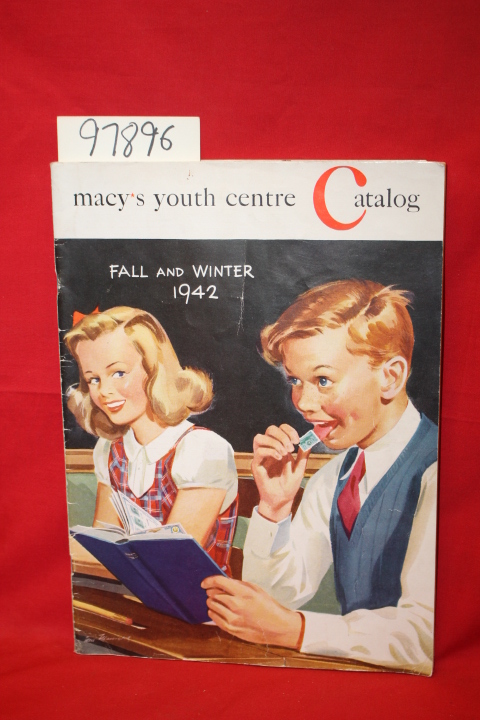 97896
macy*s youth centre Catalog
FALL AND WINTER
1942